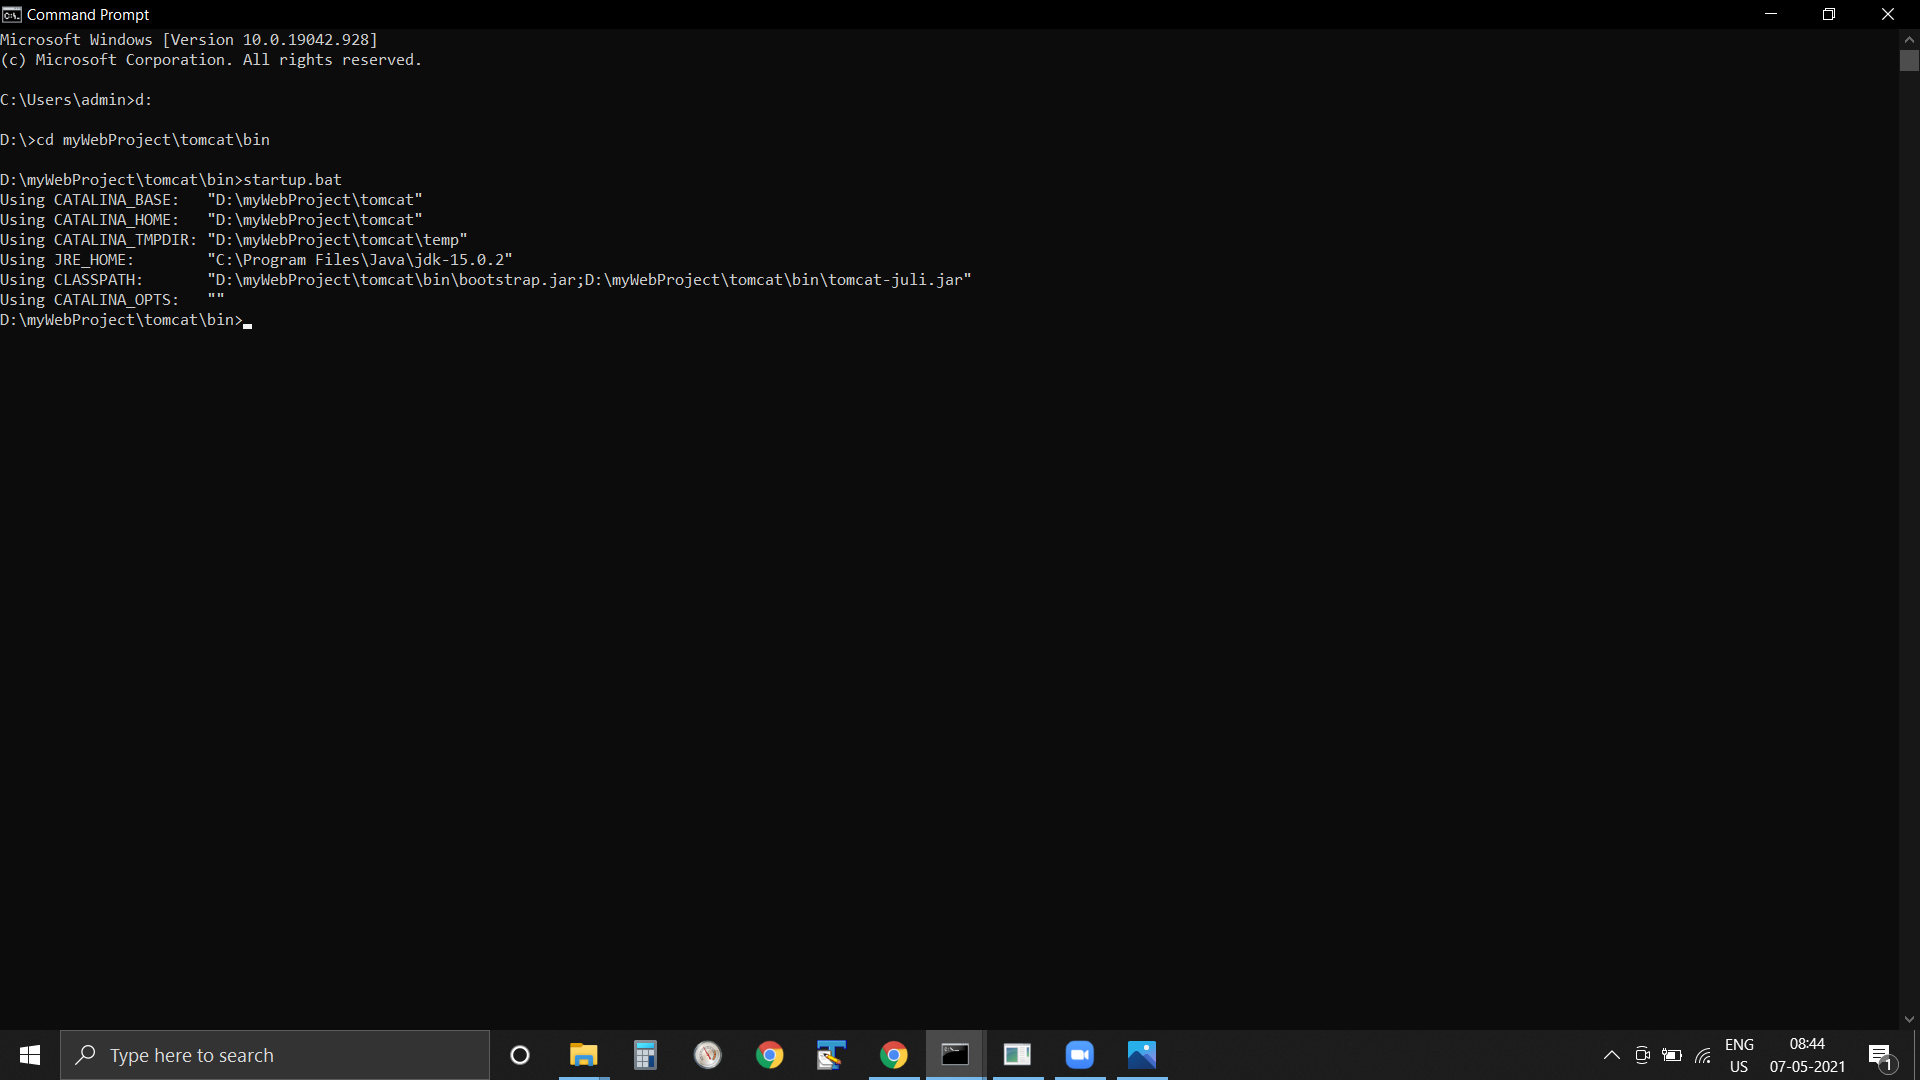 Command Prompt
Microsoft Windows [Version 10.0.19042.928]
(c) Microsoft Corporation. All rights reserved.
C:\Users\admin>d:
D:\>cd myWebProject\tomcat\bin
D:\myWebProject\tomcat\bin>startup.bat
Using CATALINA_BASE:   "D:\myWebProject\tomcat"
Using CATALINA_HOME:   "D:\myWebProject\tomcat"
Using CATALINA_TMPDIR: "D:\myWebProject\tomcat\temp"
Using JRE_HOME:        "C:\Program Files\Java\jdk-15.0.2"
Using CLASSPATH:       "D:\myWebProject\tomcat\bin\bootstrap.jar;D:\myWebProject\tomcat\bin\tomcat-juli.jar"
Using CATALINA_OPTS:   ""
D:\myWebProject\tomcat\bin>
Type here to search
ENG
US
08:44
07-05-2021
1